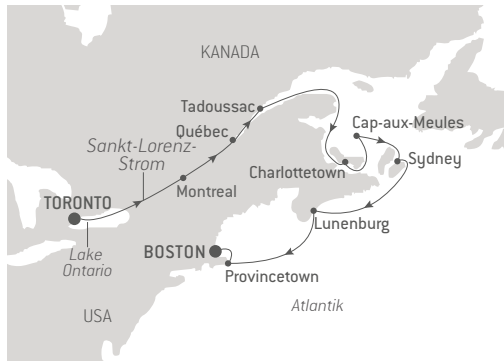 KANADA
Tadoussac
Cap-aux-Meules
Québec
Sankt-Lorenz-
Strom
Sydney
Charlottetown
Montreal
TORONTO
Lunenburg
Lake
Ontario
BOSTON
Provincetown
Atlantik
USA